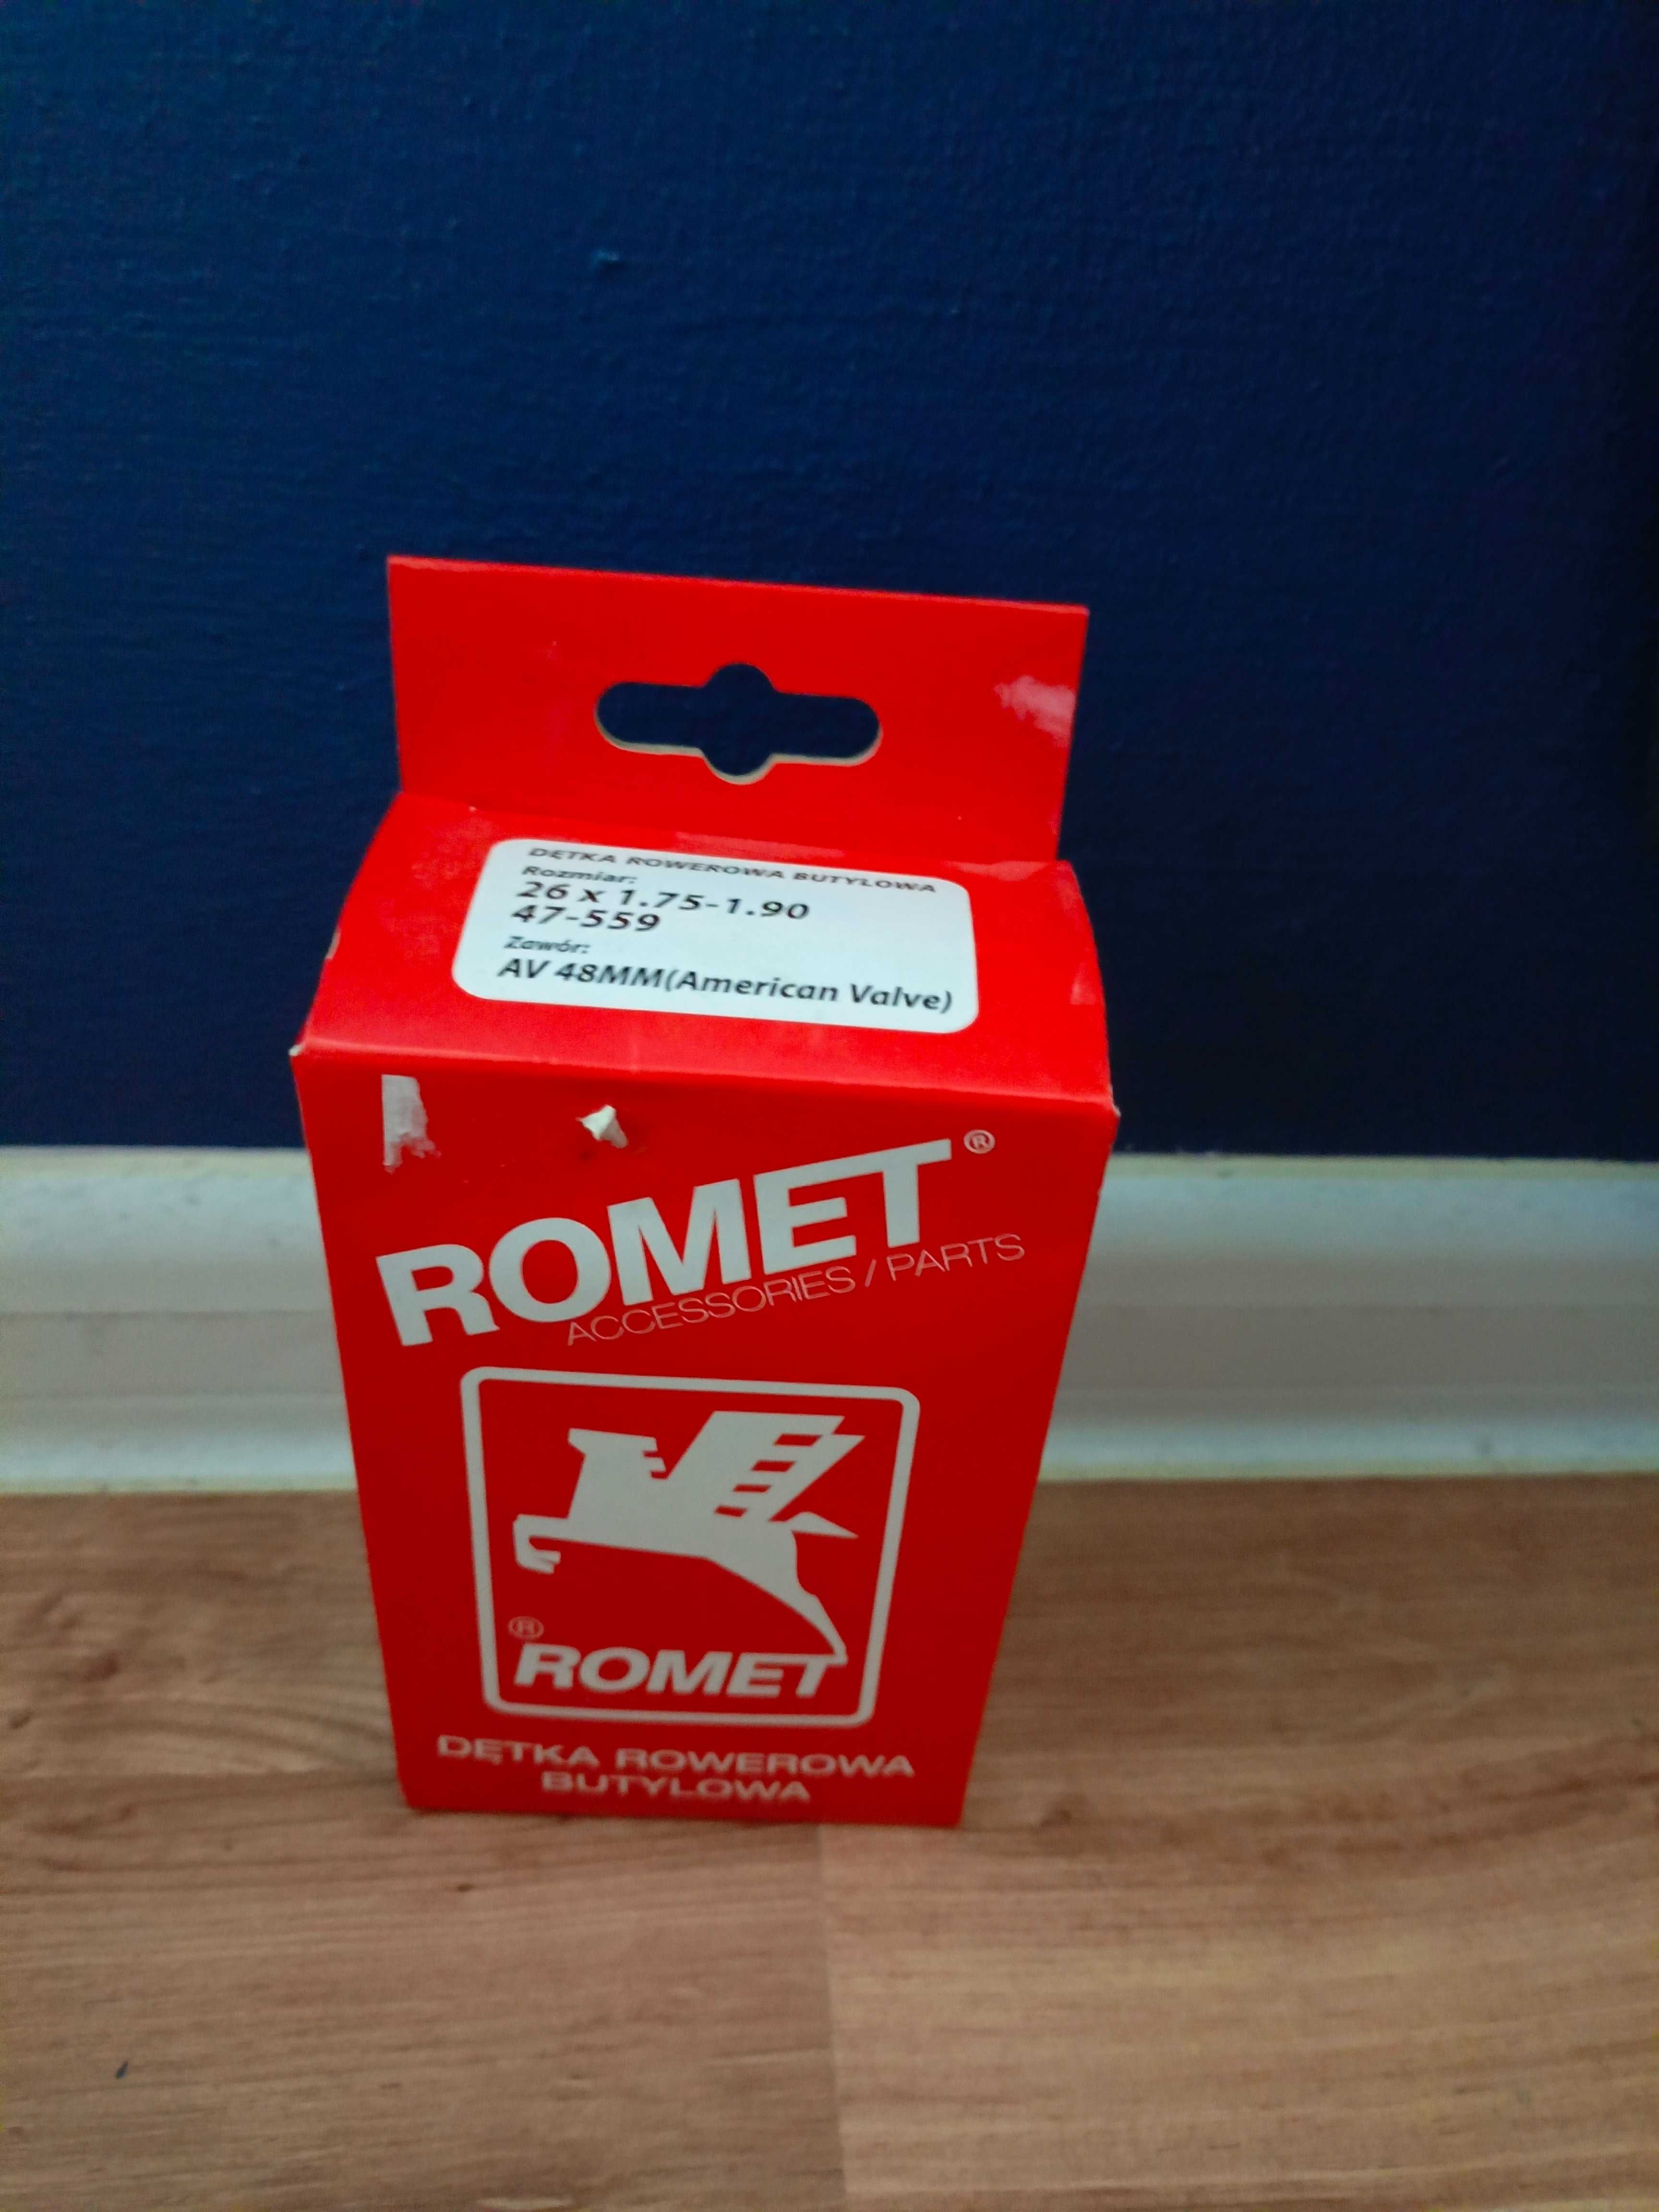 DĘTKA ROWEROWA BUTYLOWA
Rozmiar:
26 x 1.75-1.90
47-559
Zawór:
AV 48MM(American Valve)
ROMET®
ACCESSORIES / PARTS
®
ROMET
DĘTKA ROWEROWA
BUTYLOWA